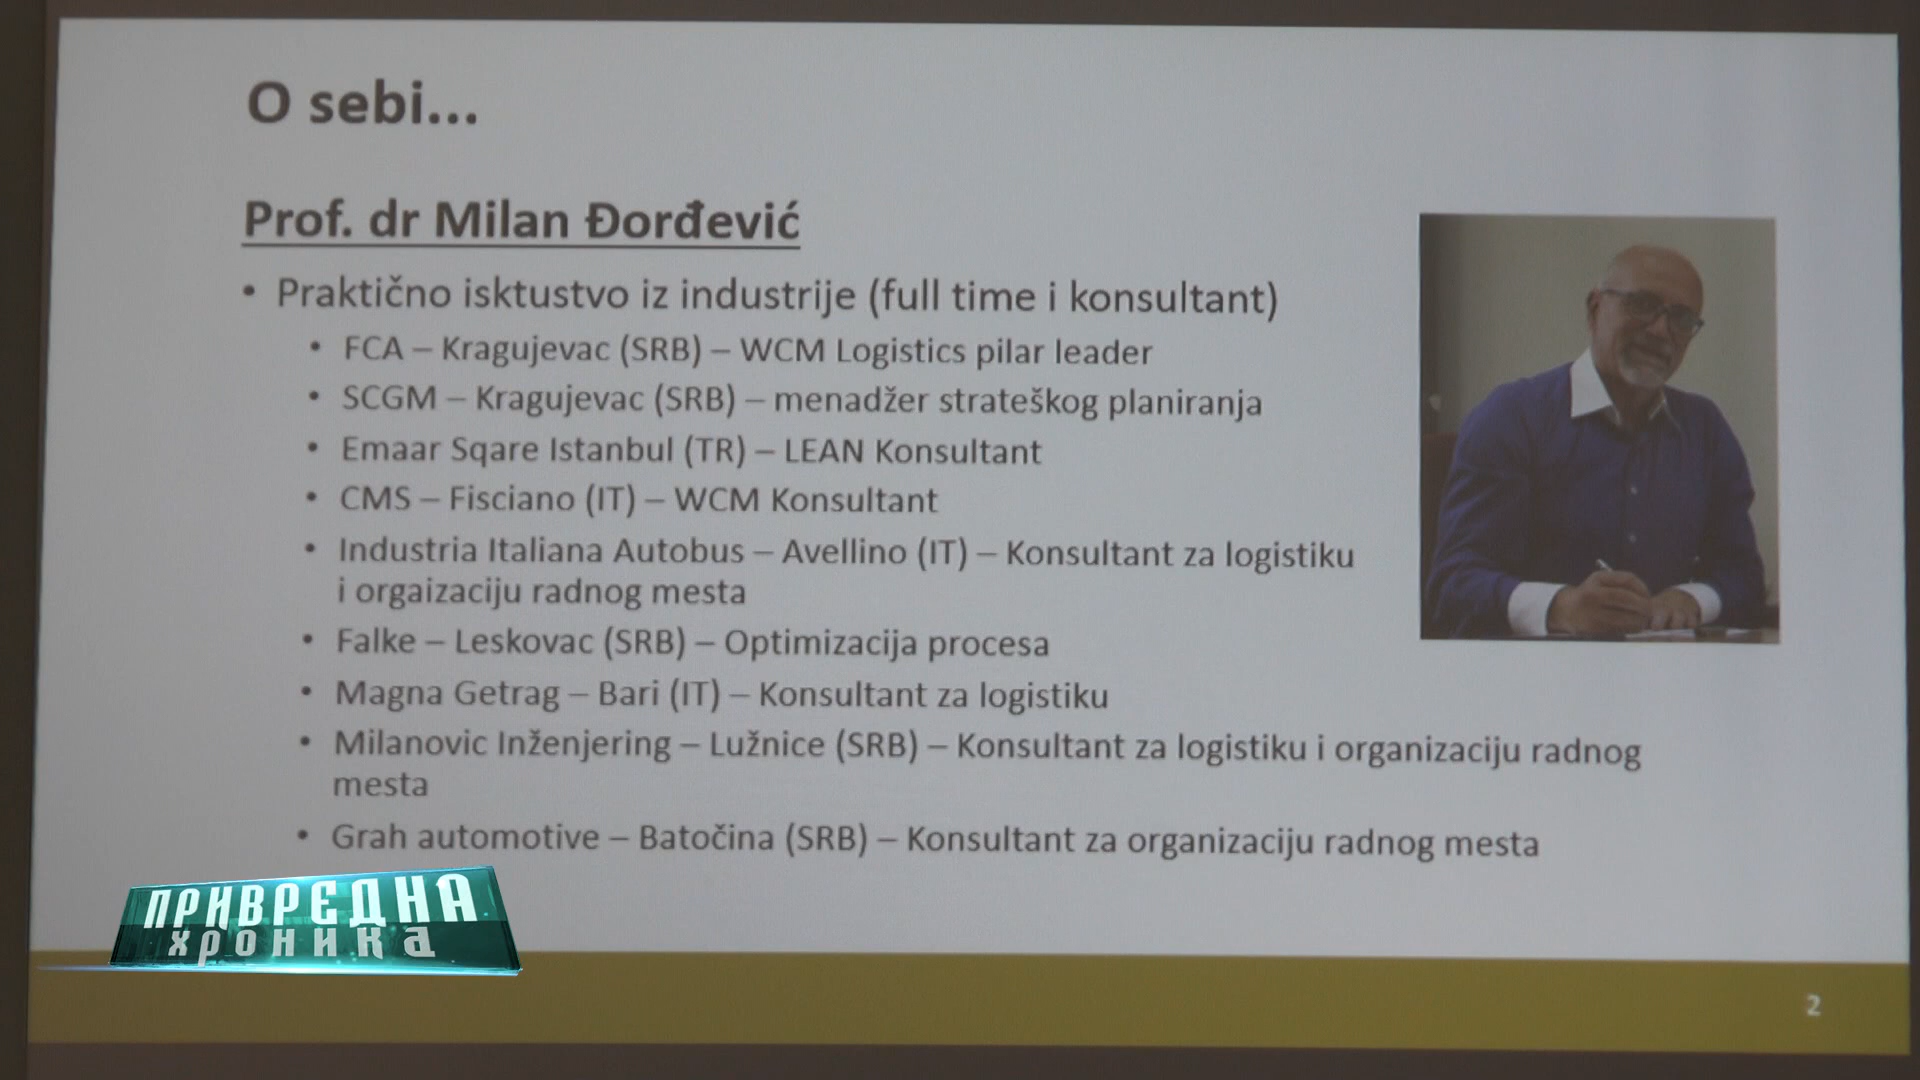 O sebi...
Prof. dr Milan Đorđević
• Praktično isktustvo iz industrije (full time i konsultant)
• FCA – Kragujevac (SRB) – WCM Logistics pilar leader
• SCGM – Kragujevac (SRB) – menadžer strateškog planiranja
• Emaar Sqare Istanbul (TR) – LEAN Konsultant
• CMS – Fisciano (IT) – WCM Konsultant
• Industria Italiana Autobus – Avellino (IT) – Konsultant za logistiku
i orgaizaciju radnog mesta
• Falke – Leskovac (SRB) – Optimizacija procesa
• Magna Getrag – Bari (IT) – Konsultant za logistiku
• Milanovic Inženjering – Lužnice (SRB) – Konsultant za logistiku i organizaciju radnog
mesta
• Grah automotive – Batočina (SRB) – Konsultant za organizaciju radnog mesta
ПРИВРЕДНА
хроника
2